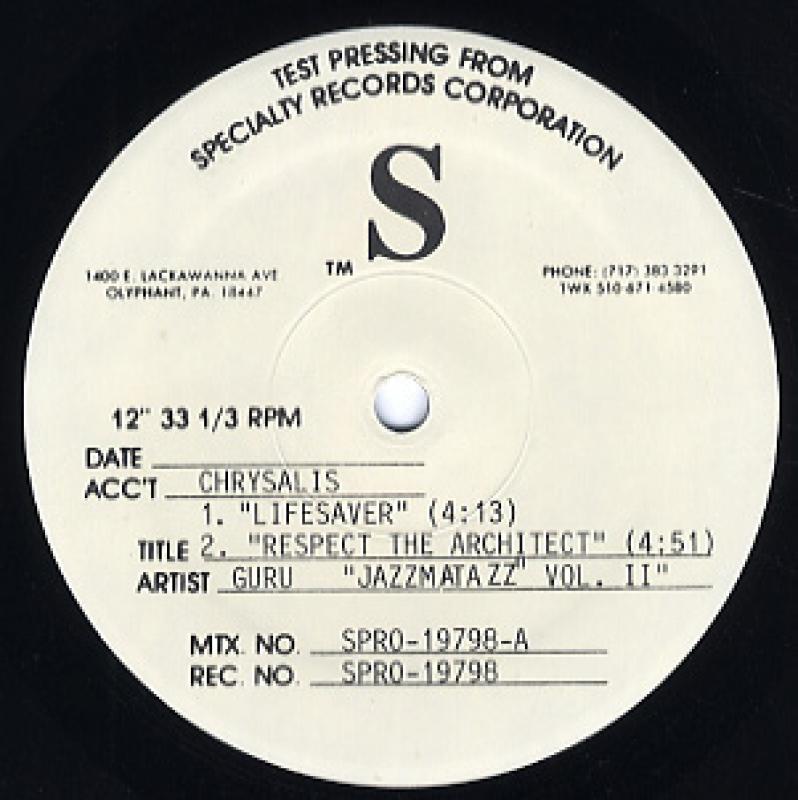 TEST PRESSING FROM
SPECIALTY RECORDS CORPORATION
S
TM
1400 E. LACKAWANNA AVE
OLYPHANT, PA. 18447
PHONE: (717) 383 3291
TWX 510-671-4580
12" 33 1/3 RPM
DATE
ACC'T CHRYSALIS
1. "LIFESAVER" (4:13)
TITLE 2. "RESPECT THE ARCHITECT" (4:51)
ARTIST GURU "JAZZMATAZZ" VOL. II"
MTX. NO. SPRO-19798-A
REC. NO. SPRO-19798